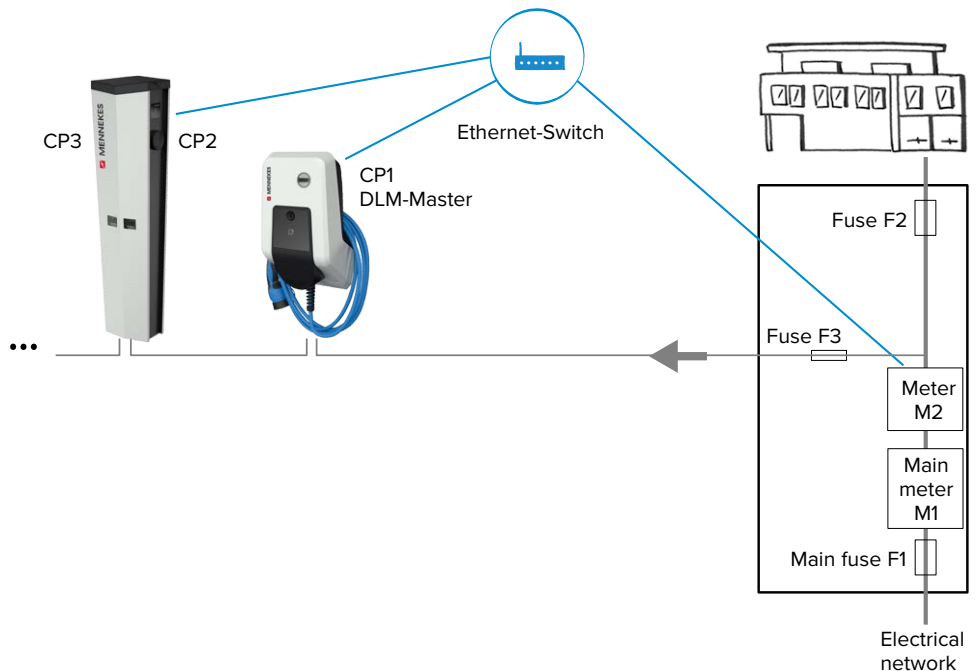 CP3
MENNEKES
CP2
MENNEKES
CP1
DLM-Master
Ethernet-Switch
Fuse F2
Fuse F3
Meter
M2
Main
meter
M1
Main fuse F1
Electrical
network
...